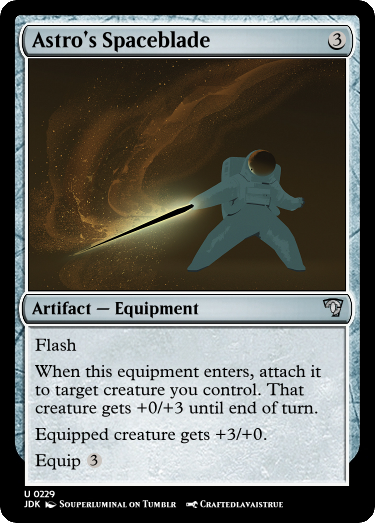 Astro's Spaceblade 3
Artifact — Equipment
Flash
When this equipment enters, attach it
to target creature you control. That
creature gets +0/+3 until end of turn.
Equipped creature gets +3/+0.
Equip 3
U 0229
JDK Souperluminal on Tumblr Craftedlavaistrue